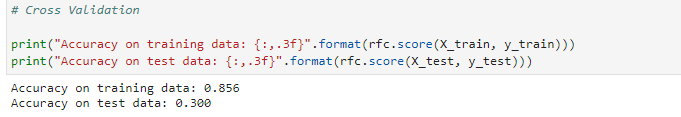 # Cross Validation
print("Accuracy on training data: {:,.3f}".format(rfc.score(X_train, y_train)))
print("Accuracy on test data: {:,.3f}".format(rfc.score(X_test, y_test)))
Accuracy on training data: 0.856
Accuracy on test data: 0.300